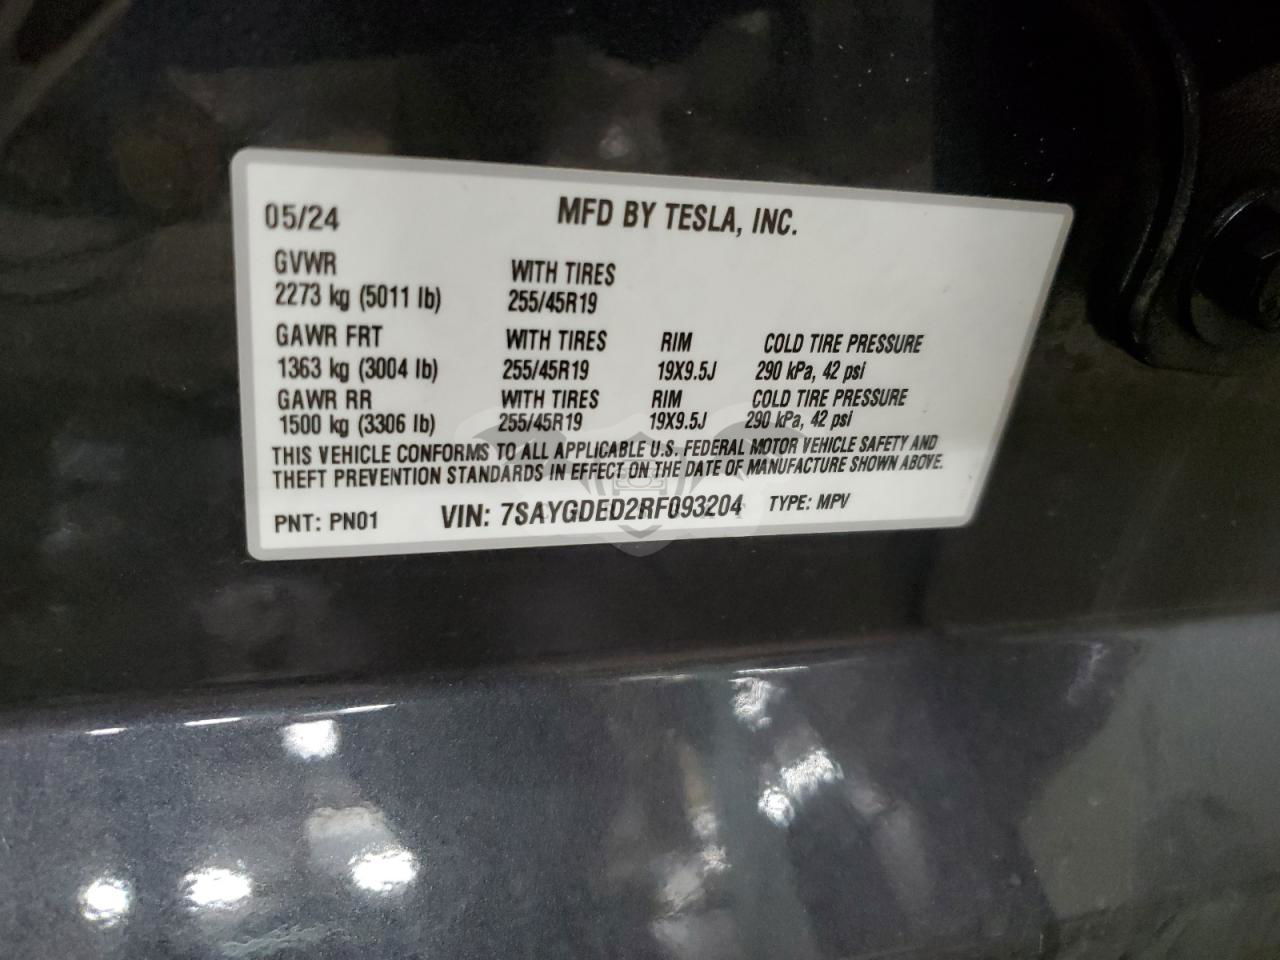 05/24 MFD BY TESLA, INC.
GVWR WITH TIRES
2273 kg (5011 lb) 255/45R19
GAWR FRT WITH TIRES RIM COLD TIRE PRESSURE
1363 kg (3004 lb) 255/45R19 19X9.5J 290 kPa, 42 psi
GAWR RR WITH TIRES RIM COLD TIRE PRESSURE
1500 kg (3306 lb) 255/45R19 19X9.5J 290 kPa, 42 psi
THIS VEHICLE CONFORMS TO ALL APPLICABLE U.S. FEDERAL MOTOR VEHICLE SAFETY AND
THEFT PREVENTION STANDARDS IN EFFECT ON THE DATE OF MANUFACTURE SHOWN ABOVE.
PNT: PN01 VIN: 7SAYGDED2RF093204 TYPE: MPV